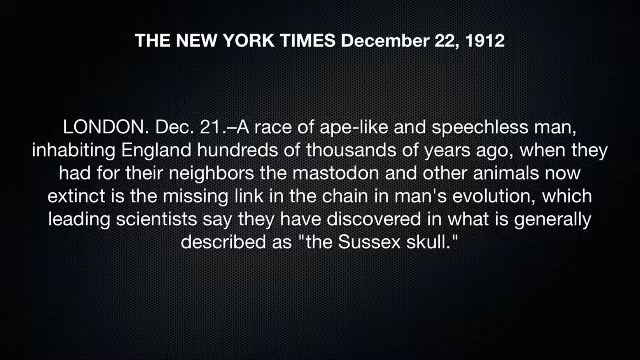 THE NEW YORK TIMES December 22, 1912
LONDON. Dec. 21.–A race of ape-like and speechless man,
inhabiting England hundreds of thousands of years ago, when they
had for their neighbors the mastodon and other animals now
extinct is the missing link in the chain in man's evolution, which
leading scientists say they have discovered in what is generally
described as "the Sussex skull."